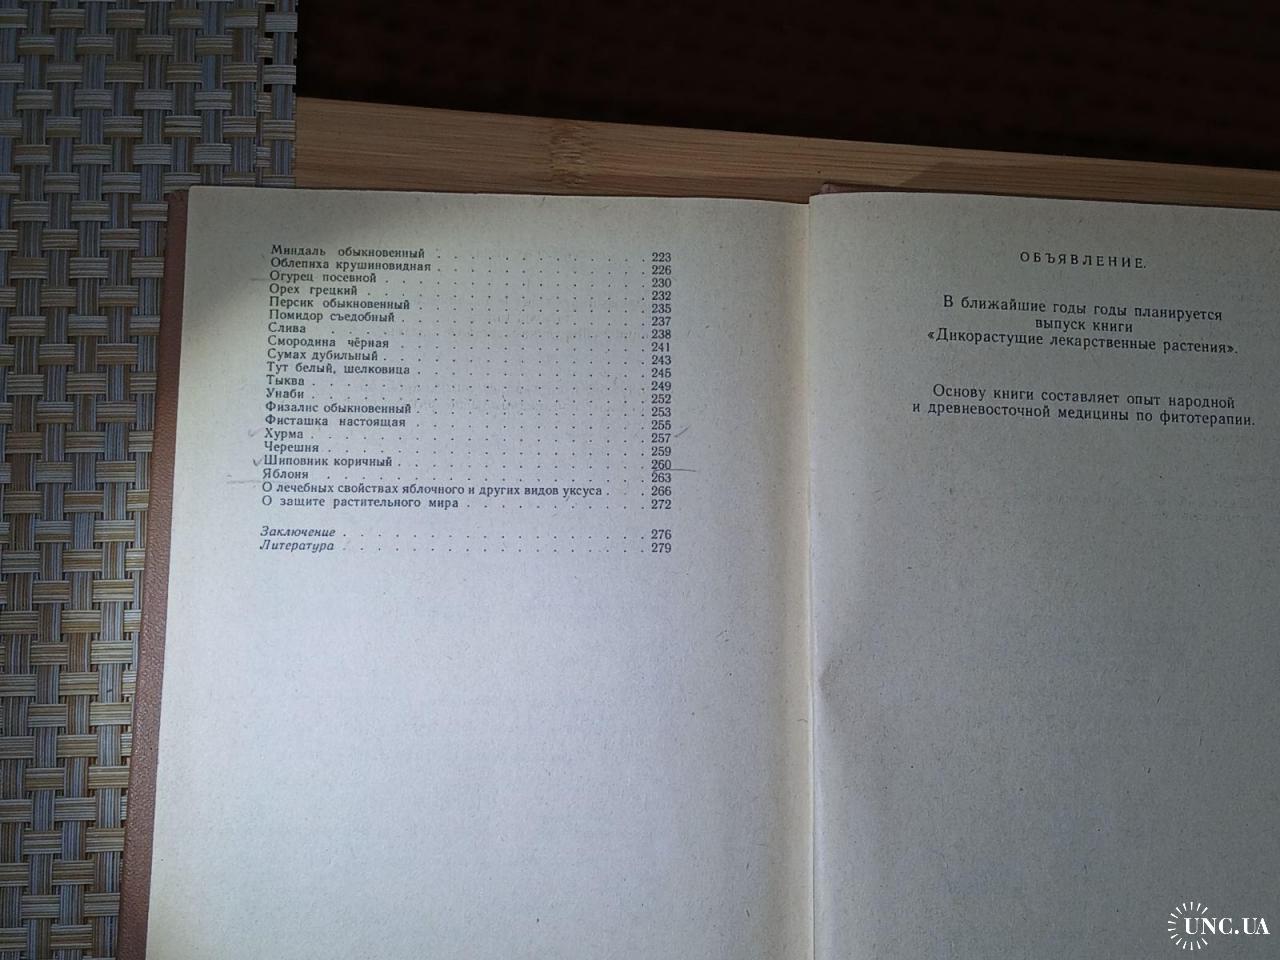 Миндаль обыкновенный . . . . . . . . . . 223
Облепиха крушиновидная . . . . . . . . . . 226
Огурец посевной . . . . . . . . . . 230
Орех грецкий . . . . . . . . . . 232
Персик обыкновенный . . . . . . . . . . 235
Помидор съедобный . . . . . . . . . . 237
Слива . . . . . . . . . . 238
Смородина чёрная . . . . . . . . . . 241
Сумах дубильный . . . . . . . . . . 243
Тут белый, шелковица . . . . . . . . . . 245
Тыква . . . . . . . . . . 249
Унаби . . . . . . . . . . 252
Физалис обыкновенный . . . . . . . . . . 253
Фисташка настоящая . . . . . . . . . . 255
Хурма . . . . . . . . . . 257
Черешня . . . . . . . . . . 259
Шиповник коричный . . . . . . . . . . 260
Яблоня . . . . . . . . . . 263
О лечебных свойствах яблочного и других видов уксуса . . . 266
О защите растительного мира . . . . . . . . . . 272
Заключение . . . . . . . . . . 276
Литература . . . . . . . . . . 279
ОБЪЯВЛЕНИЕ.
В ближайшие годы годы планируется
выпуск книги
«Дикорастущие лекарственные растения».
Основу книги составляет опыт народной
и древневосточной медицины по фитотерапии.
UNC.UA